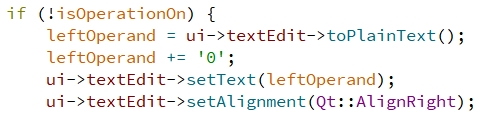 if (!isOperationOn) {
    leftOperand = ui->textEdit->toPlainText();
    leftOperand += '0';
    ui->textEdit->setText(leftOperand);
    ui->textEdit->setAlignment(Qt::AlignRight);